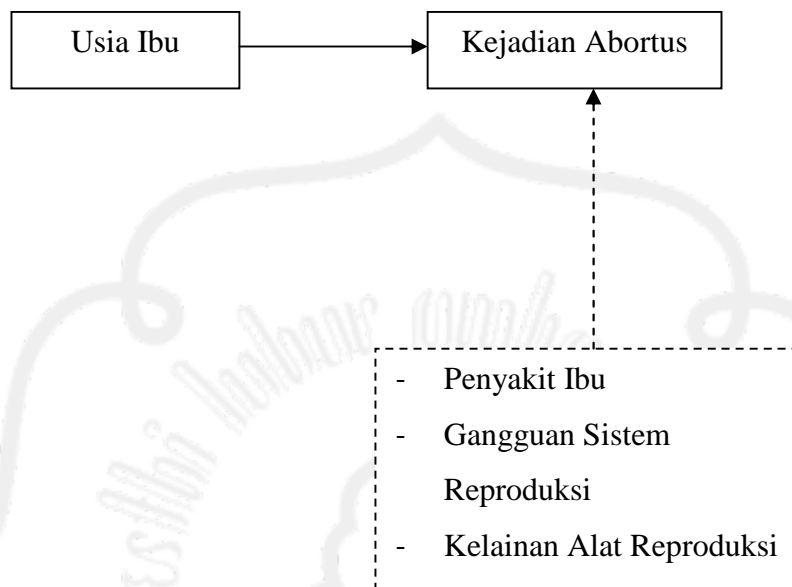 Usia Ibu
Kejadian Abortus
- Penyakit Ibu
- Gangguan Sistem
Reproduksi
- Kelainan Alat Reproduksi